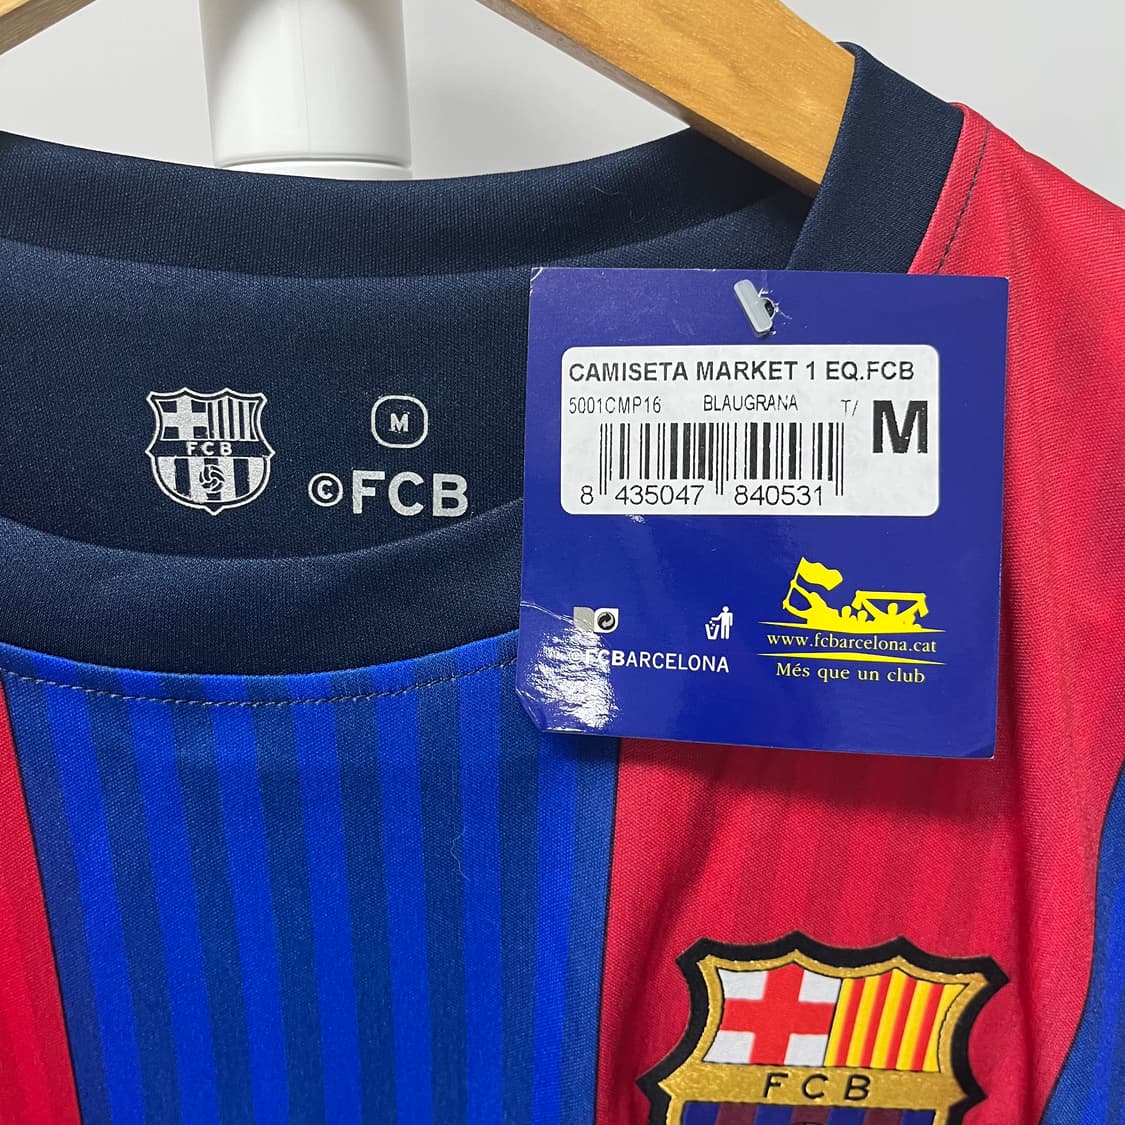 FCB
M
©FCB
CAMISETA MARKET 1 EQ.FCB
5001CMP16 BLAUGRANA T/ M
8 435047 840531
©FCBARCELONA
www.fcbarcelona.cat
Més que un club
FCB